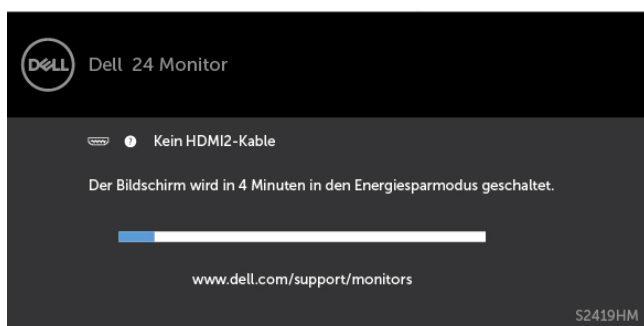 DELL
Dell 24 Monitor
? Kein HDMI2-Kable
Der Bildschirm wird in 4 Minuten in den Energiesparmodus geschaltet.
www.dell.com/support/monitors
S2419HM